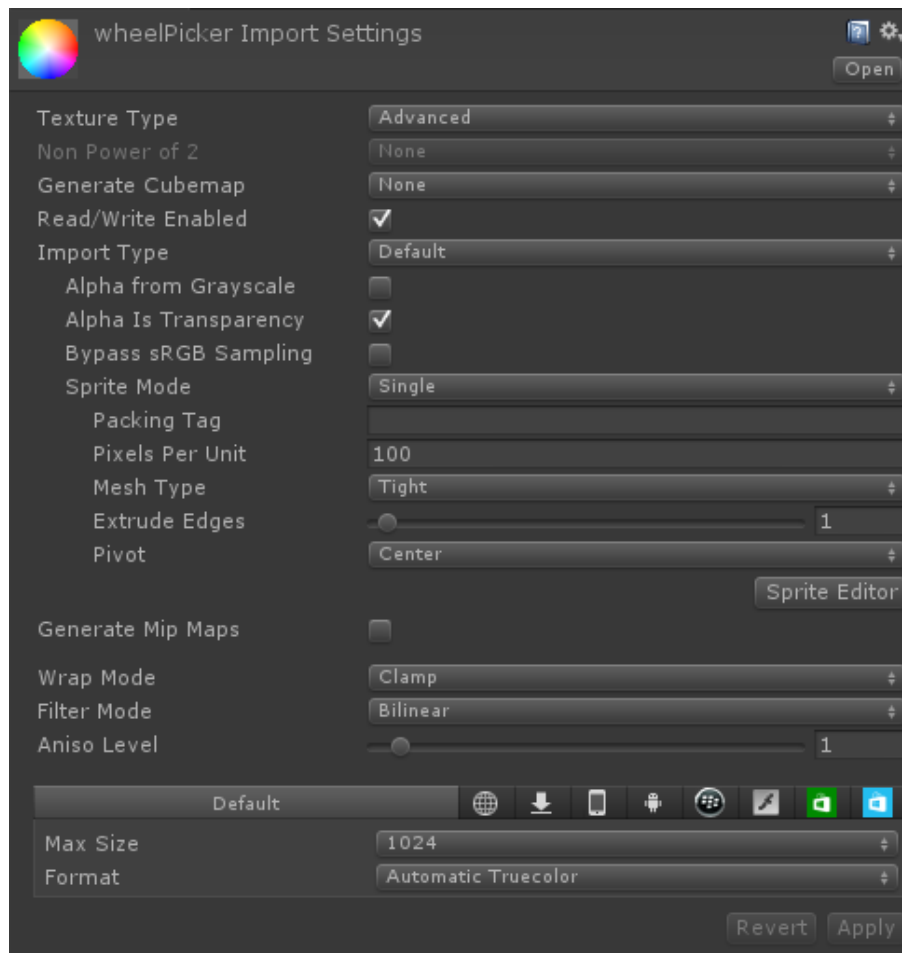 wheelPicker Import Settings
Open
Texture Type Advanced
Non Power of 2 None
Generate Cubemap None
Read/Write Enabled
Import Type Default
Alpha from Grayscale
Alpha Is Transparency
Bypass sRGB Sampling
Sprite Mode Single
Packing Tag
Pixels Per Unit 100
Mesh Type Tight
Extrude Edges 1
Pivot Center
Sprite Editor
Generate Mip Maps
Wrap Mode Clamp
Filter Mode Bilinear
Aniso Level 1
Default
Max Size 1024
Format Automatic Truecolor
Revert Apply